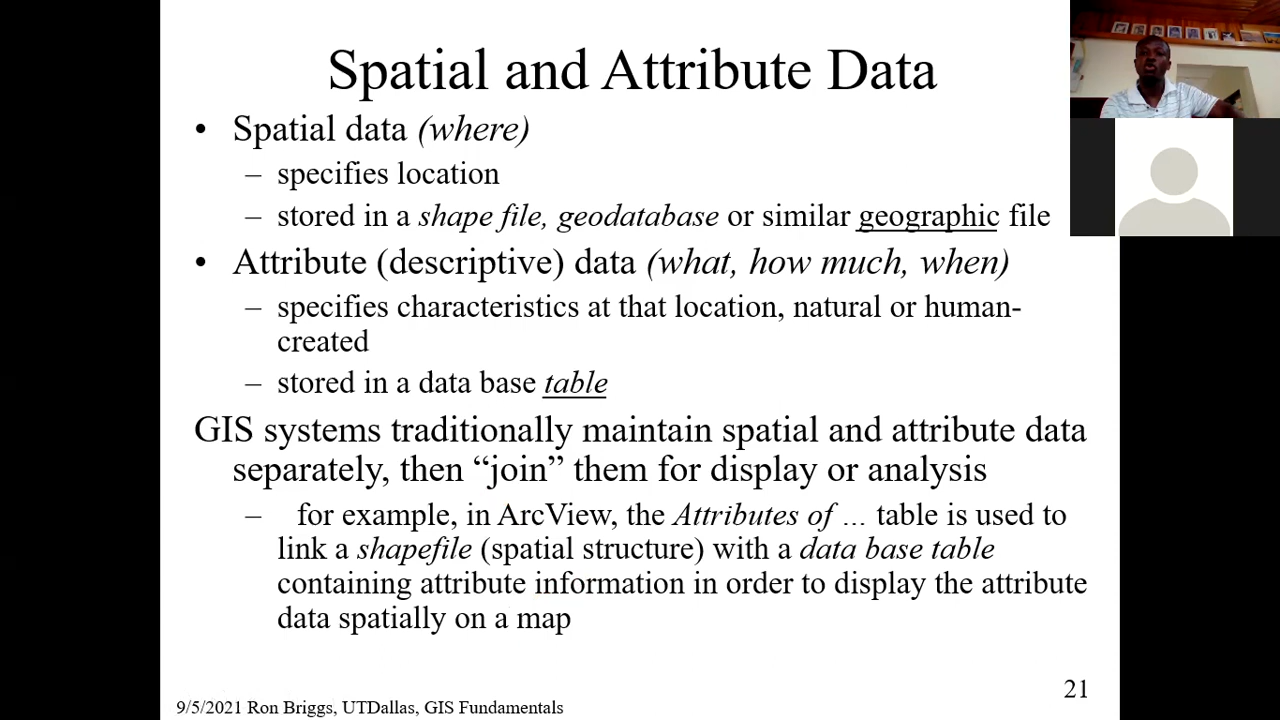 Spatial and Attribute Data
• Spatial data (where)
– specifies location
– stored in a shape file, geodatabase or similar geographic file
• Attribute (descriptive) data (what, how much, when)
– specifies characteristics at that location, natural or human-
created
– stored in a data base table
GIS systems traditionally maintain spatial and attribute data
separately, then “join” them for display or analysis
– for example, in ArcView, the Attributes of ... table is used to
link a shapefile (spatial structure) with a data base table
containing attribute information in order to display the attribute
data spatially on a map
21
9/5/2021 Ron Briggs, UTDallas, GIS Fundamentals